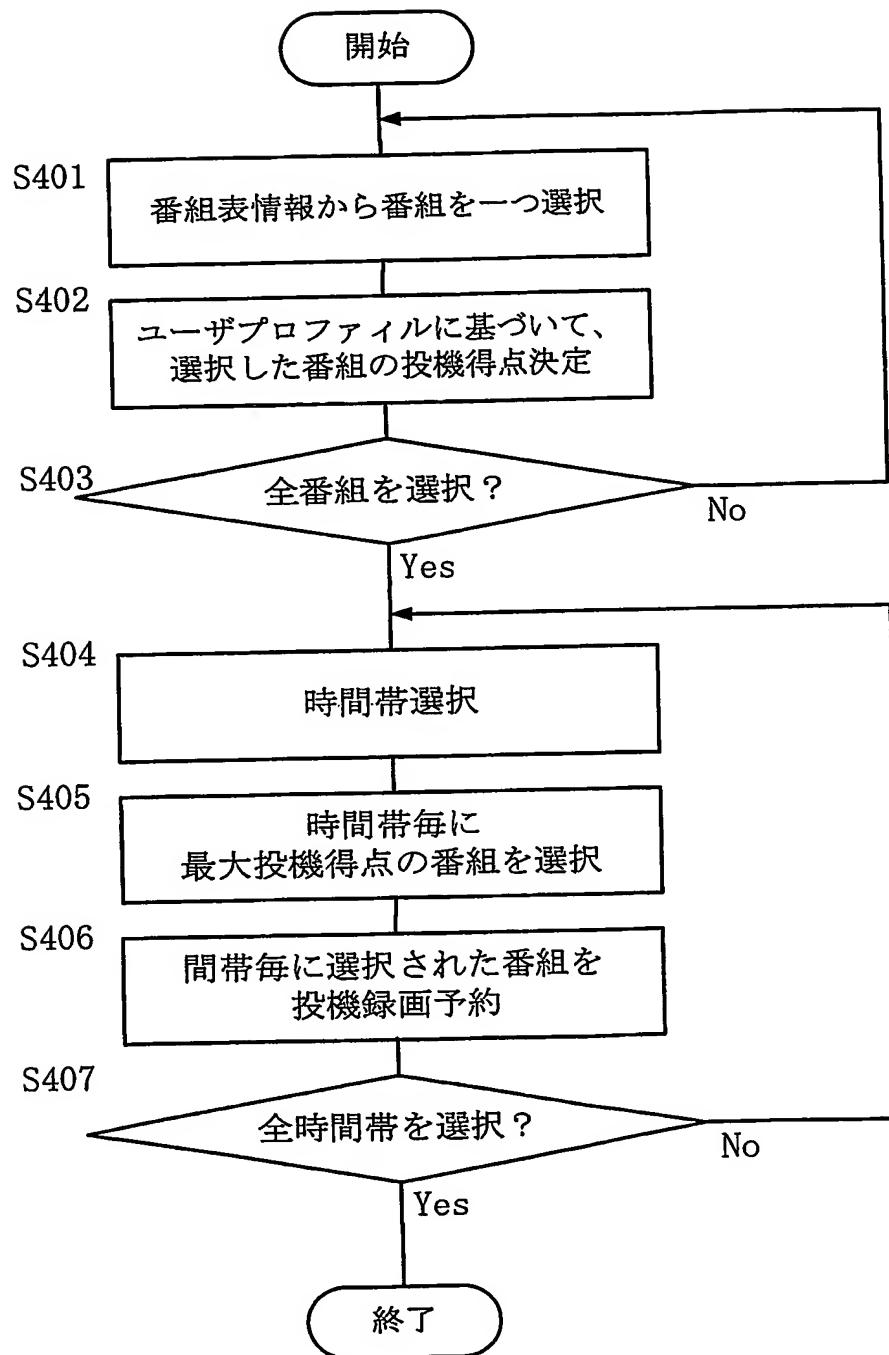 開始
S401
番組表情報から番組を一つ選択
S402
ユーザプロファイルに基づいて、
選択した番組の投機得点決定
S403
全番組を選択?
No
Yes
S404
時間帯選択
S405
時間帯毎に
最大投機得点の番組を選択
S406
間帯毎に選択された番組を
投機録画予約
S407
全時間帯を選択?
No
Yes
終了